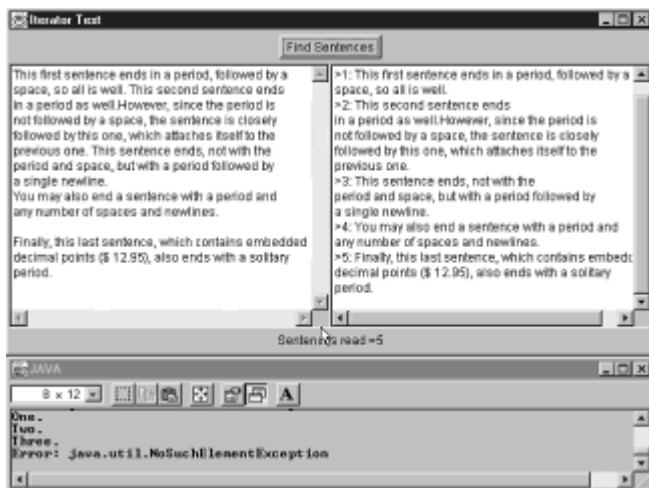 Iterator Text
Find Sentences
This first sentence ends in a period, followed by a
space, so all is well. This second sentence ends
in a period as well.However, since the period is
not followed by a space, the sentence is closely
followed by this one, which attaches itself to the
previous one. This sentence ends, not with the
period and space, but with a period followed by
a single newline.
You may also end a sentence with a period and
any number of spaces and newlines.
Finally, this last sentence, which contains embedded
decimal points ($ 12.95), also ends with a solitary
period.
>1: This first sentence ends in a period, followed by a
space, so all is well.
>2: This second sentence ends
in a period as well.However, since the period is
not followed by a space, the sentence is closely
followed by this one, which attaches itself to the
previous one.
>3: This sentence ends, not with the
period and space, but with a period followed by
a single newline.
>4: You may also end a sentence with a period and
any number of spaces and newlines.
>5: Finally, this last sentence, which contains embedd
decimal points ($ 12.95), also ends with a solitary
period.
Sentences read =5
JAVA
8 x 12
A
One.
Two.
Three.
Error: java.util.NoSuchElementException